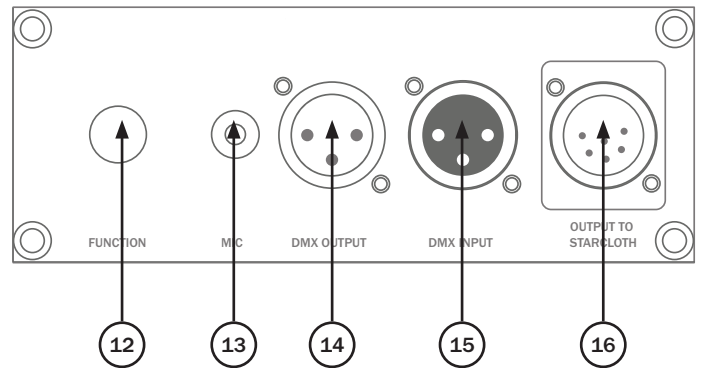 FUNCTION
MIC
DMX OUTPUT
DMX INPUT
OUTPUT TO
STARCLOTH
12
13
14
15
16